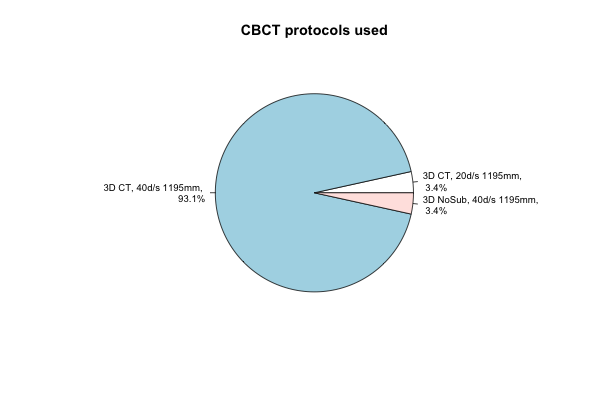 CBCT protocols used
3D CT, 20d/s 1195mm,
3.4%
3D CT, 40d/s 1195mm,
93.1%
3D NoSub, 40d/s 1195mm,
3.4%